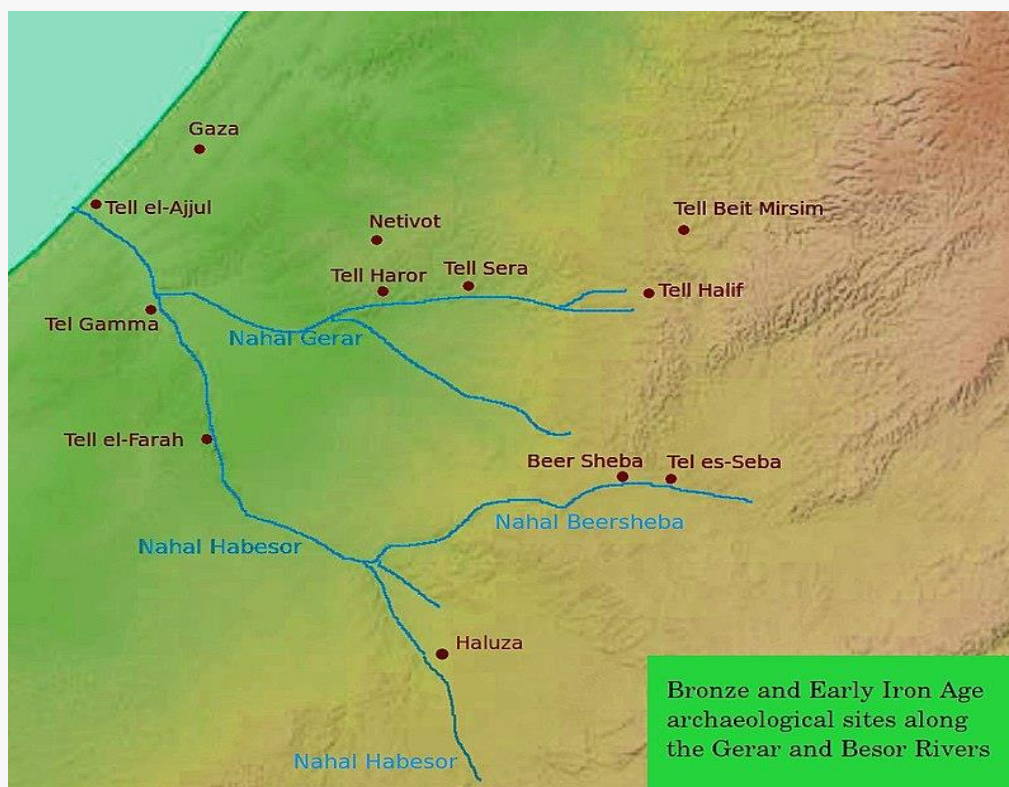 Gaza
Tell el-Ajjul
Tell Beit Mirsim
Netivot
Tell Haror
Tell Sera
Tell Halif
Tel Gamma
Nahal Gerar
Tell el-Farah
Beer Sheba
Tel es-Seba
Nahal Beersheba
Nahal Habesor
Haluza
Nahal Habesor
Bronze and Early Iron Age
archaeological sites along
the Gerar and Besor Rivers